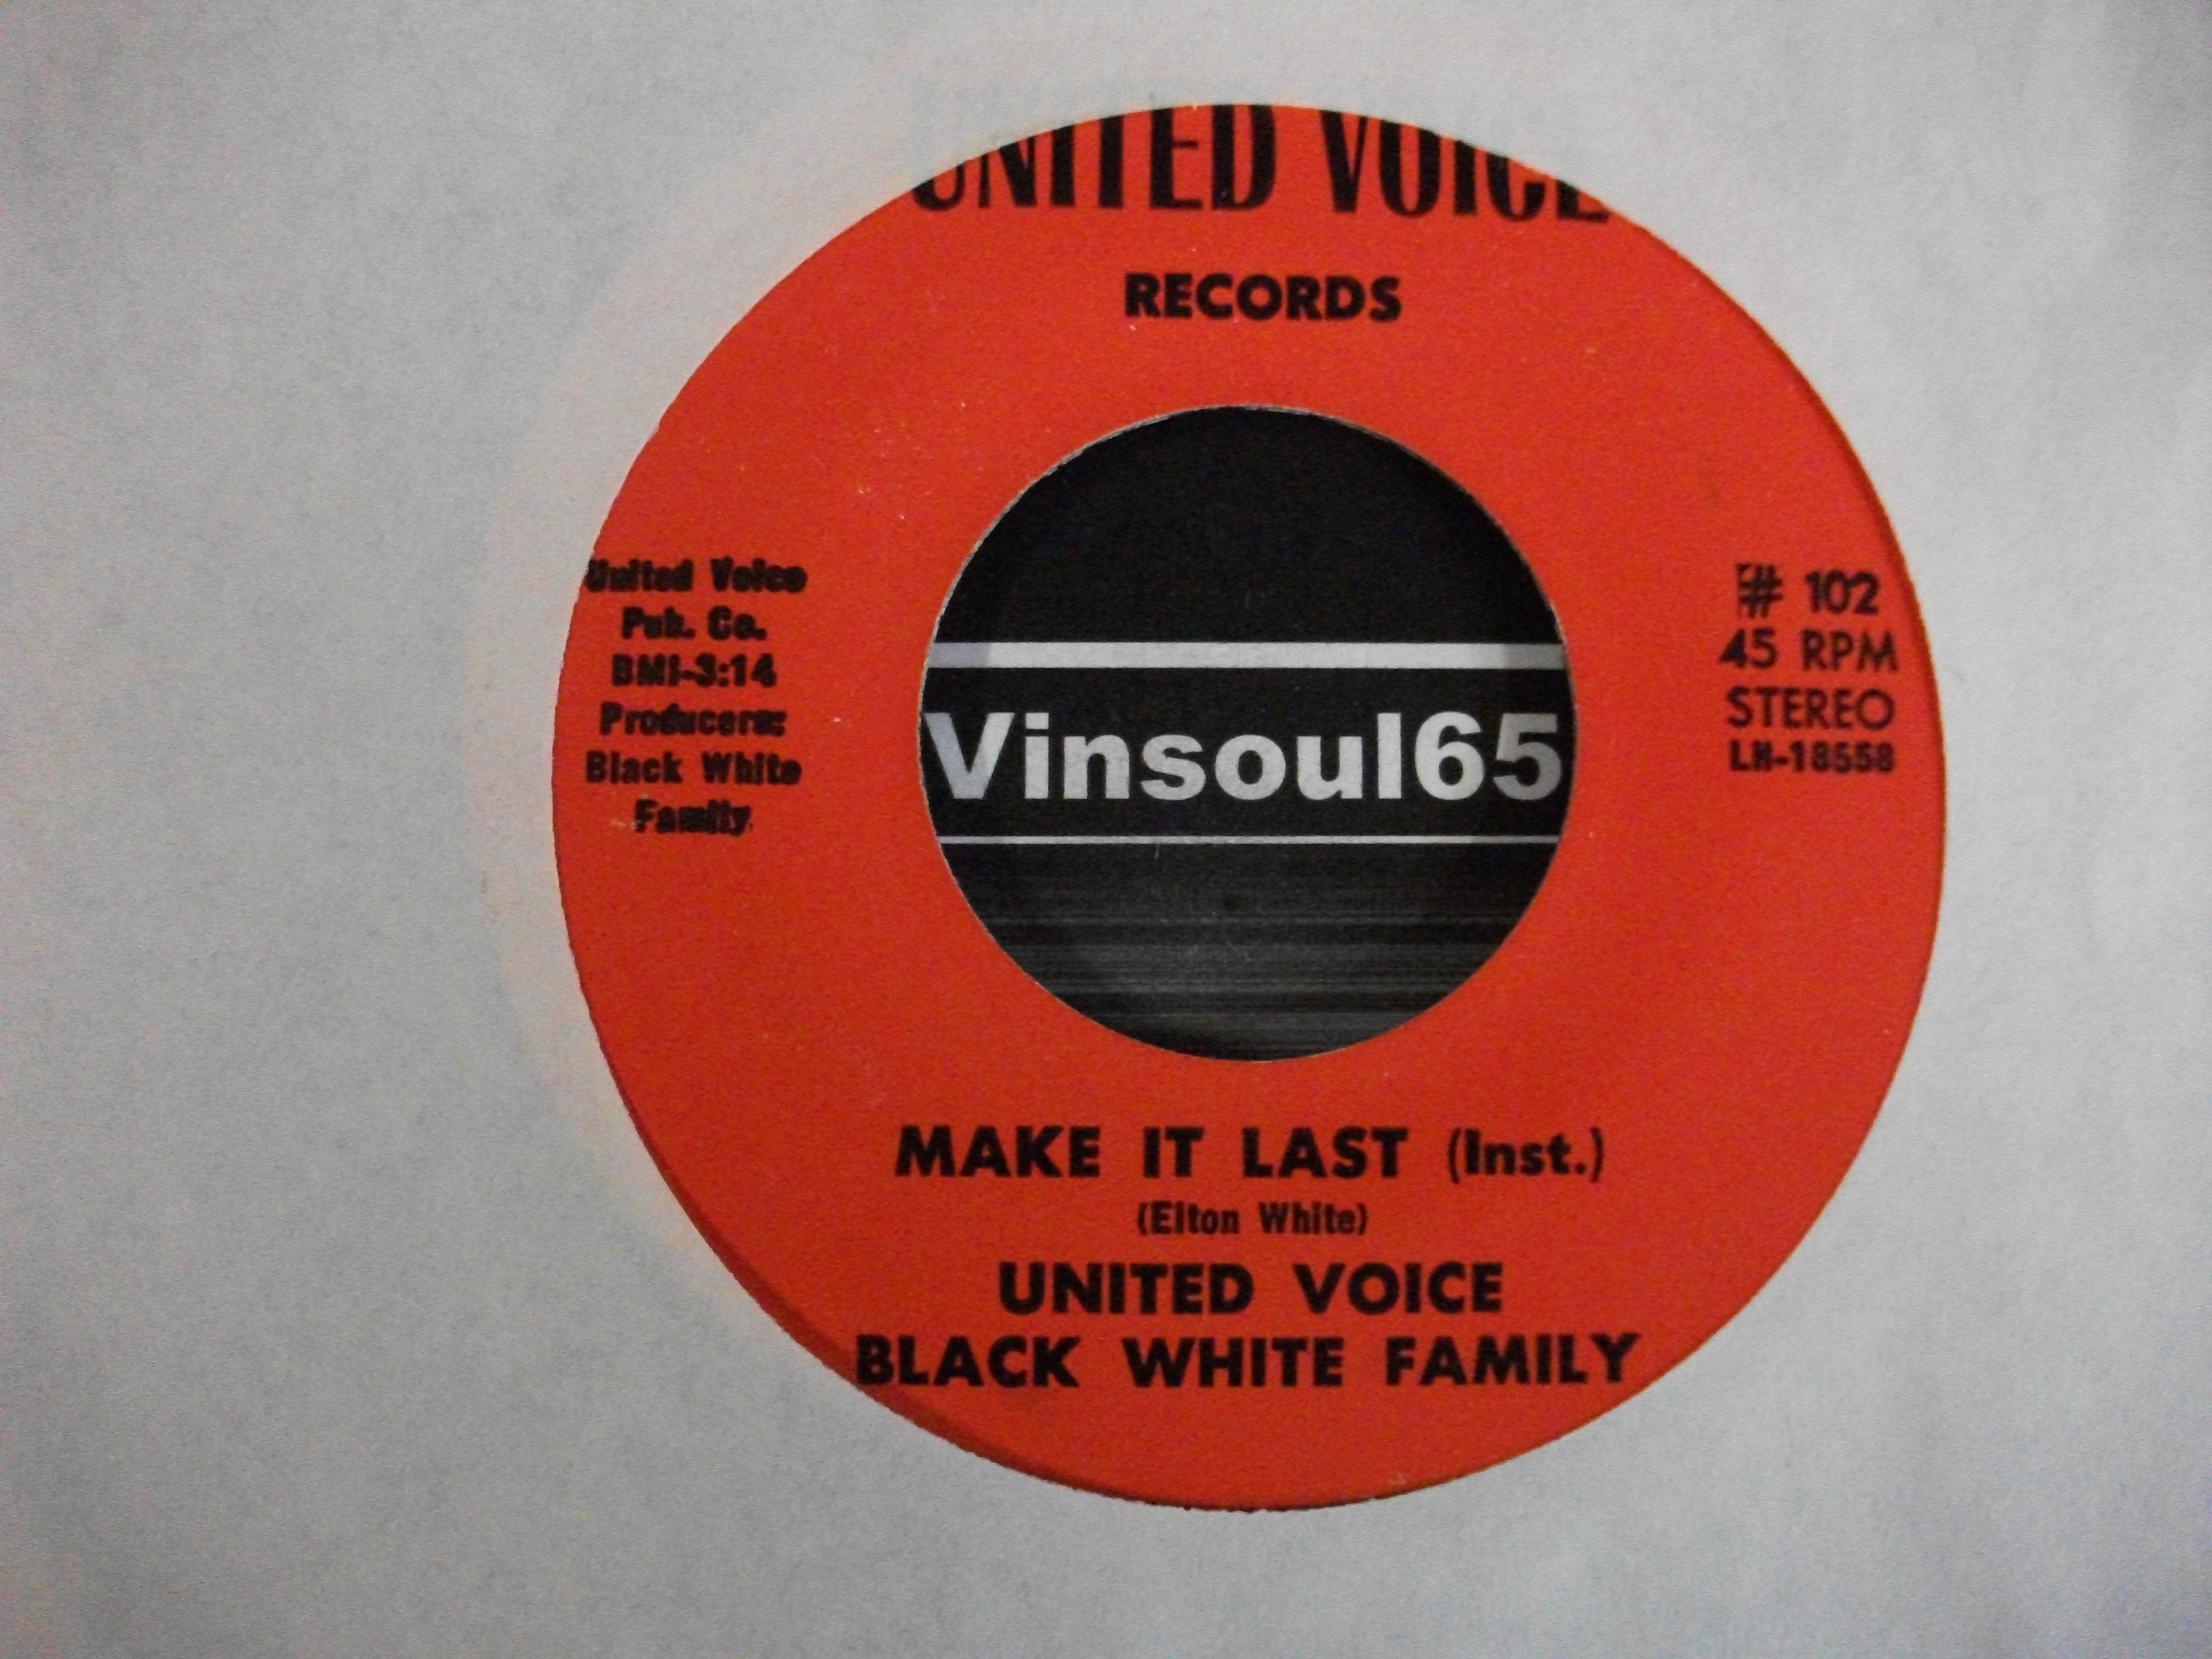 UNITED VOICE
RECORDS
United Voice
Pub. Co.
BMI-3:14
Producers:
Black White
Family
# 102
45 RPM
STEREO
LH-18558
Vinsoul65
MAKE IT LAST (Inst.)
(Elton White)
UNITED VOICE
BLACK WHITE FAMILY